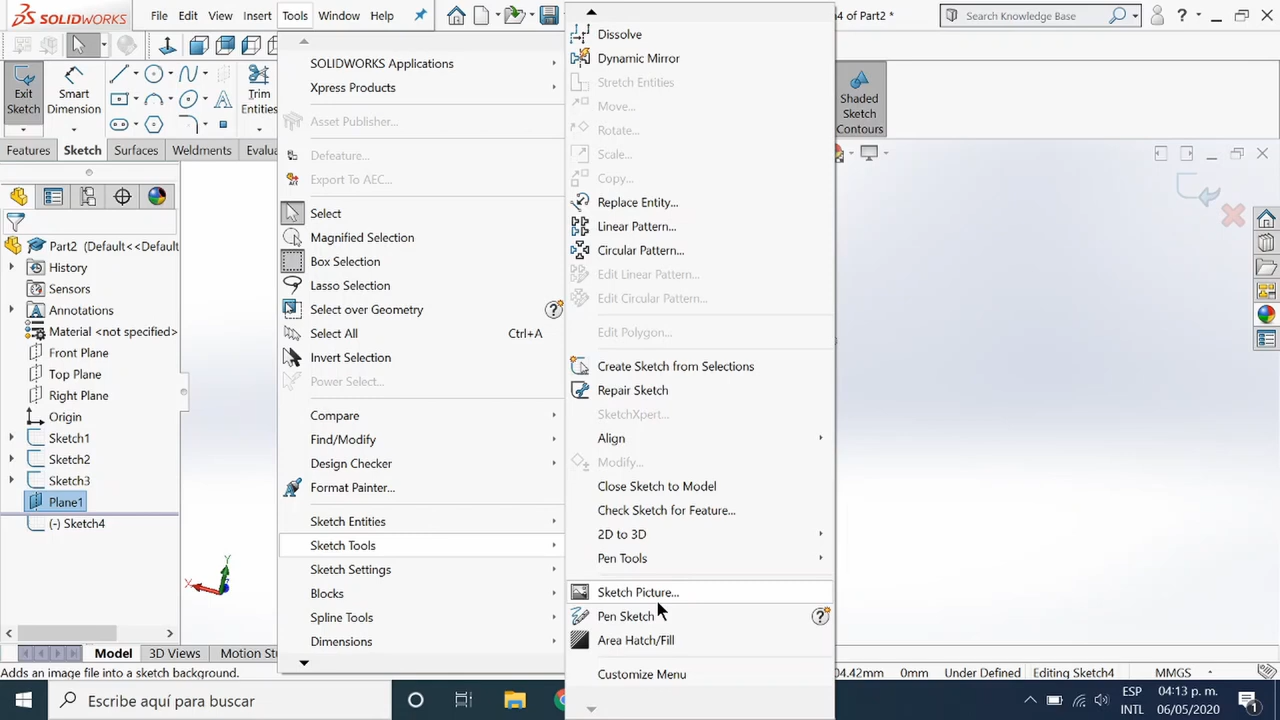 SOLIDWORKS
File
Edit
View
Insert
Tools
Window
Help
4 of Part2 *
Search Knowledge Base
?
Exit Sketch
Smart Dimension
Trim Entities
Shaded Sketch Contours
Features
Sketch
Surfaces
Weldments
Evalua
Part2 (Default<<Default
History
Sensors
Annotations
Material <not specified>
Front Plane
Top Plane
Right Plane
Origin
Sketch1
Sketch2
Sketch3
Plane1
(-) Sketch4
SOLIDWORKS Applications
Xpress Products
Asset Publisher...
Defeature...
Export To AEC...
Select
Magnified Selection
Box Selection
Lasso Selection
Select over Geometry
Select All Ctrl+A
Invert Selection
Power Select...
Compare
Find/Modify
Design Checker
Format Painter...
Sketch Entities
Sketch Tools
Sketch Settings
Blocks
Spline Tools
Dimensions
Dissolve
Dynamic Mirror
Stretch Entities
Move...
Rotate...
Scale...
Copy...
Replace Entity...
Linear Pattern...
Circular Pattern...
Edit Linear Pattern...
Edit Circular Pattern...
Edit Polygon...
Create Sketch from Selections
Repair Sketch
SketchXpert...
Align
Modify...
Close Sketch to Model
Check Sketch for Feature...
2D to 3D
Pen Tools
Sketch Picture...
Pen Sketch
Area Hatch/Fill
Customize Menu
Y
X
Model
3D Views
Motion Stu
Adds an image file into a sketch background.
04.42mm 0mm Under Defined Editing Sketch4 MMGS
Escribe aquí para buscar
ESP
INTL
04:13 p. m.
06/05/2020
1